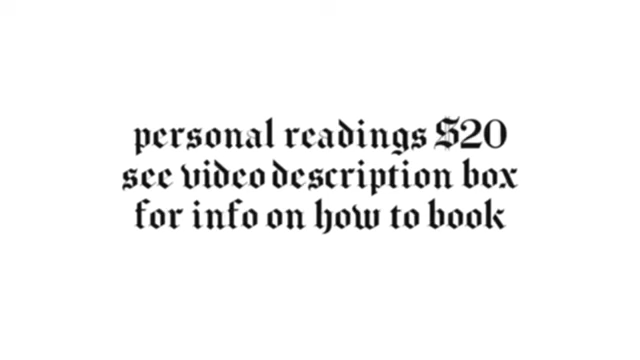 personal readings $20
see video description box
for info on how to book